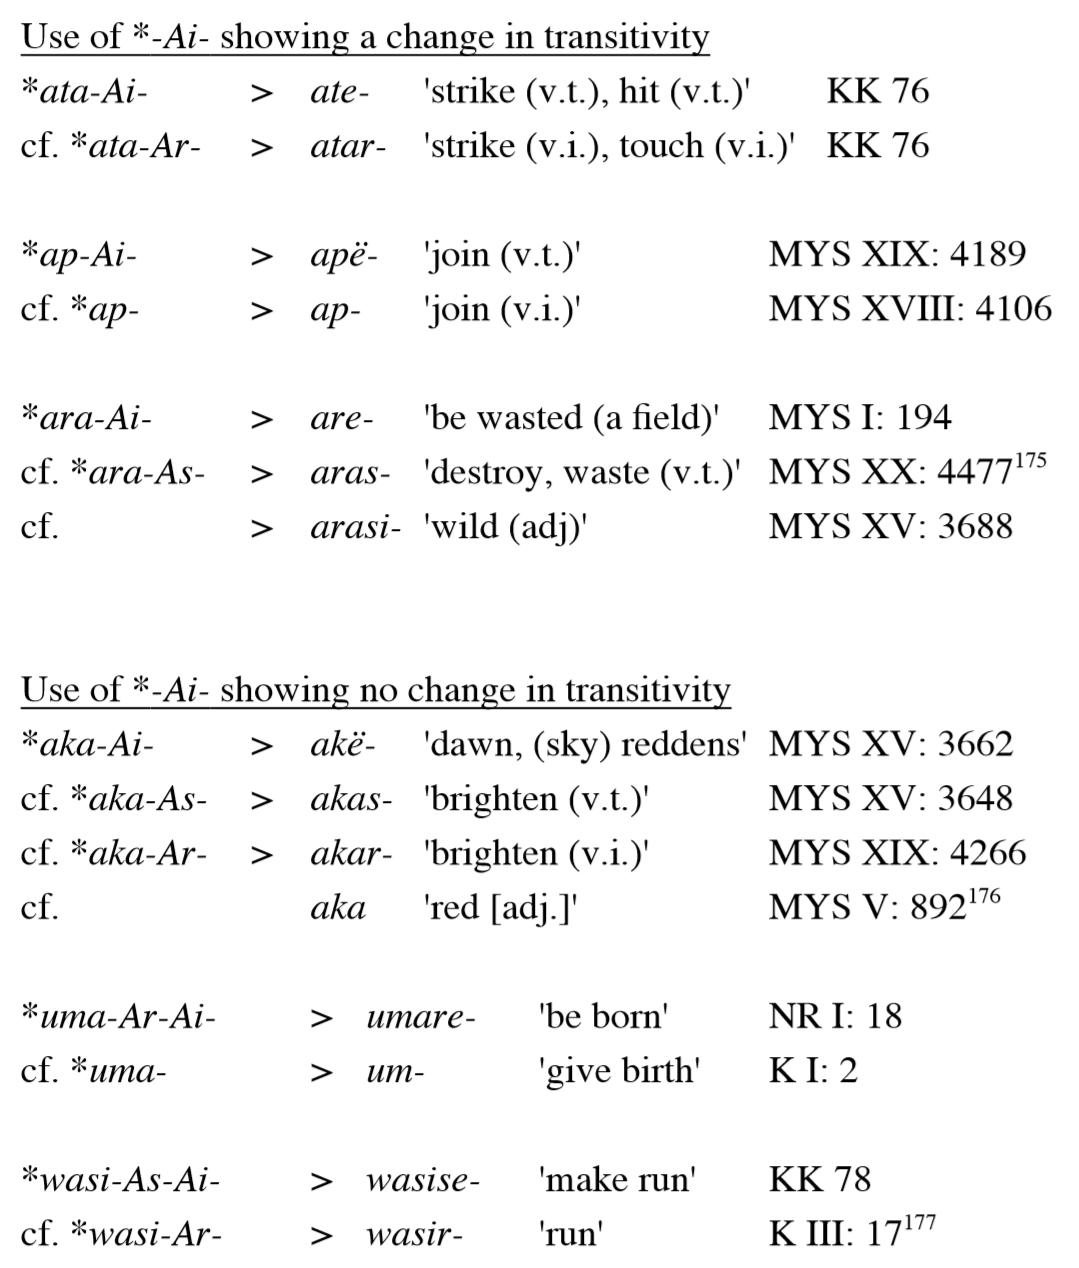 Use of *-Ai- showing a change in transitivity
*ata-Ai- > ate- 'strike (v.t.), hit (v.t.)' KK 76
cf. *ata-Ar- > atar- 'strike (v.i.), touch (v.i.)' KK 76
*ap-Ai- > apë- 'join (v.t.)' MYS XIX: 4189
cf. *ap- > ap- 'join (v.i.)' MYS XVIII: 4106
*ara-Ai- > are- 'be wasted (a field)' MYS I: 194
cf. *ara-As- > aras- 'destroy, waste (v.t.)' MYS XX: 4477¹⁷⁵
cf. > arasi- 'wild (adj)' MYS XV: 3688
Use of *-Ai- showing no change in transitivity
*aka-Ai- > akë- 'dawn, (sky) reddens' MYS XV: 3662
cf. *aka-As- > akas- 'brighten (v.t.)' MYS XV: 3648
cf. *aka-Ar- > akar- 'brighten (v.i.)' MYS XIX: 4266
cf. aka 'red [adj.]' MYS V: 892¹⁷⁶
*uma-Ar-Ai- > umare- 'be born' NR I: 18
cf. *uma- > um- 'give birth' K I: 2
*wasi-As-Ai- > wasise- 'make run' KK 78
cf. *wasi-Ar- > wasir- 'run' K III: 17¹⁷⁷